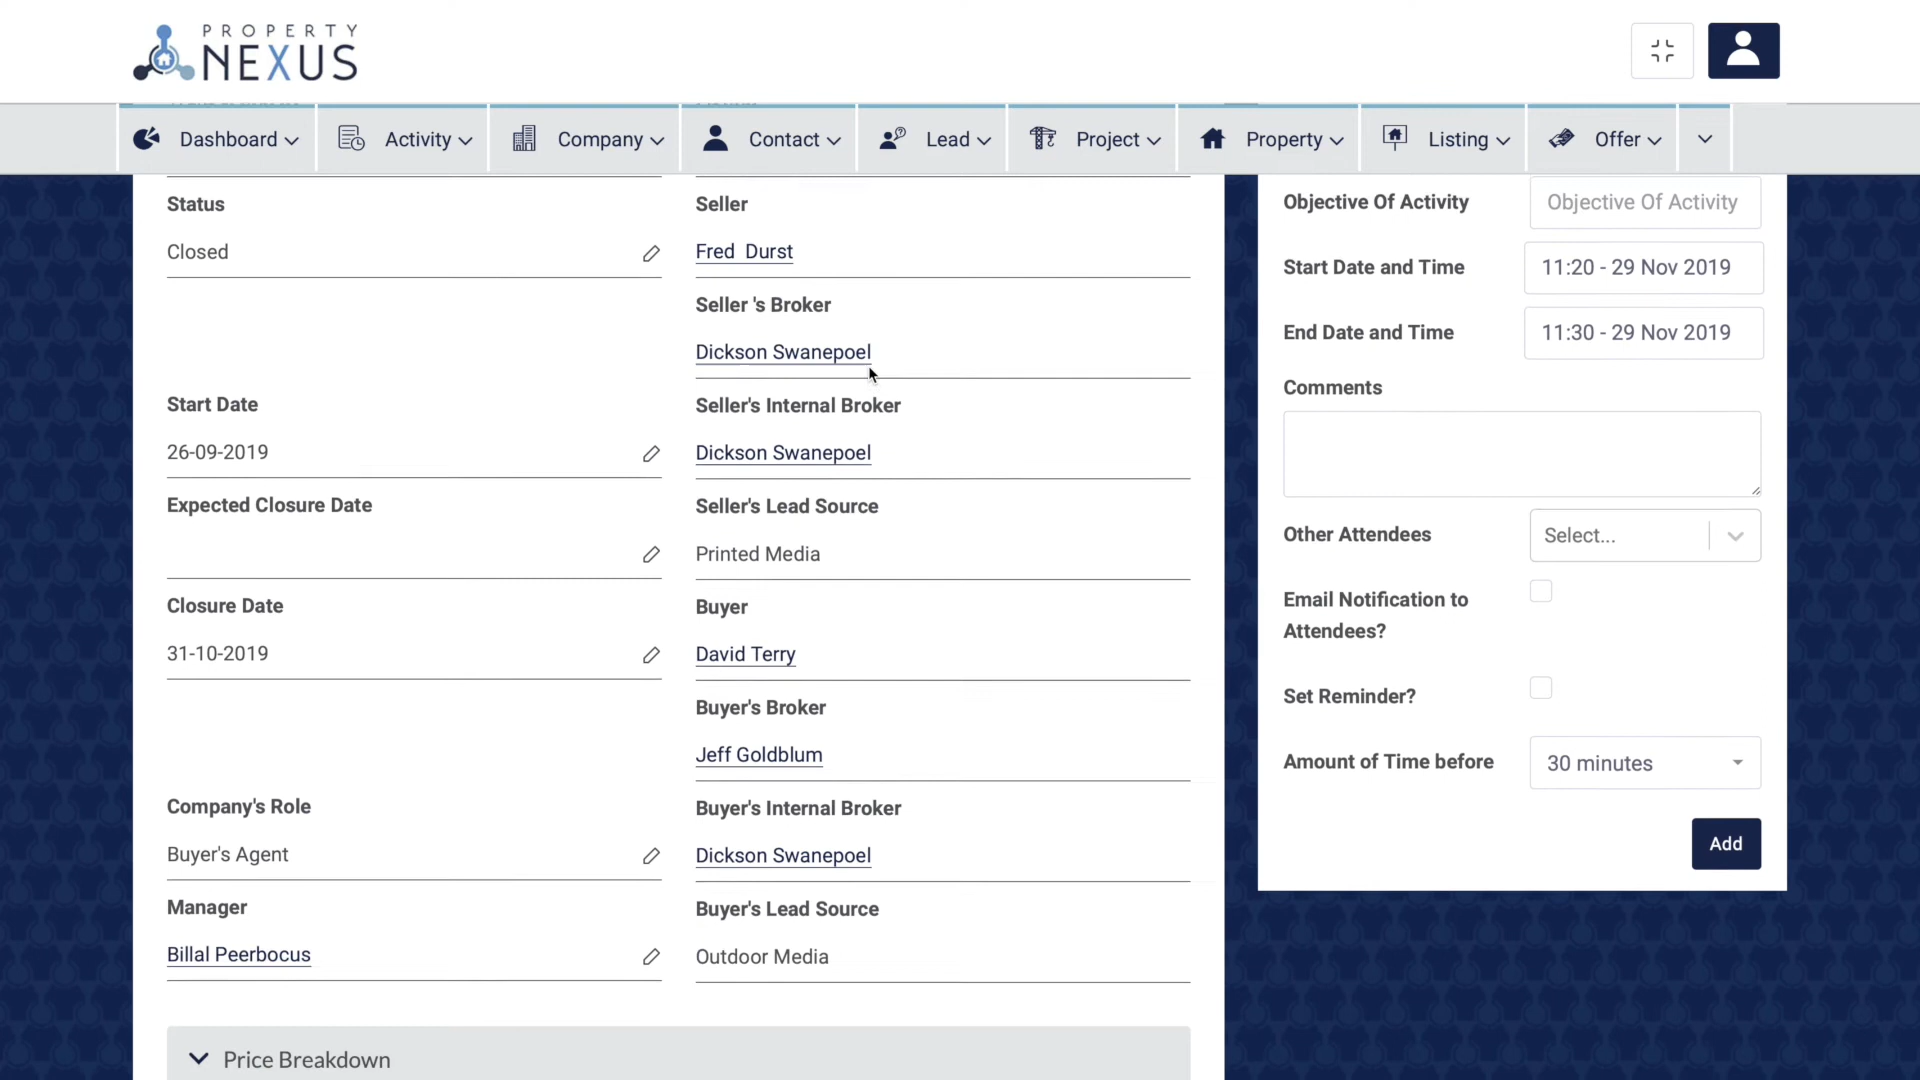 PROPERTY
NEXUS
Dashboard
Activity
Company
Contact
Lead
Project
Property
Listing
Offer
Status
Closed
Start Date
26-09-2019
Expected Closure Date
Closure Date
31-10-2019
Company's Role
Buyer's Agent
Manager
Billal Peerbocus
Seller
Fred  Durst
Seller 's Broker
Dickson Swanepoel
Seller's Internal Broker
Dickson Swanepoel
Seller's Lead Source
Printed Media
Buyer
David Terry
Buyer's Broker
Jeff Goldblum
Buyer's Internal Broker
Dickson Swanepoel
Buyer's Lead Source
Outdoor Media
Price Breakdown
Objective Of Activity
Objective Of Activity
Start Date and Time
11:20 - 29 Nov 2019
End Date and Time
11:30 - 29 Nov 2019
Comments
Other Attendees
Select...
Email Notification to
Attendees?
Set Reminder?
Amount of Time before
30 minutes
Add